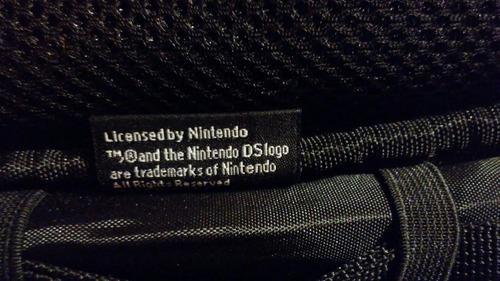 Licensed by Nintendo
™,® and the Nintendo DS logo
are trademarks of Nintendo
All Rights Reserved